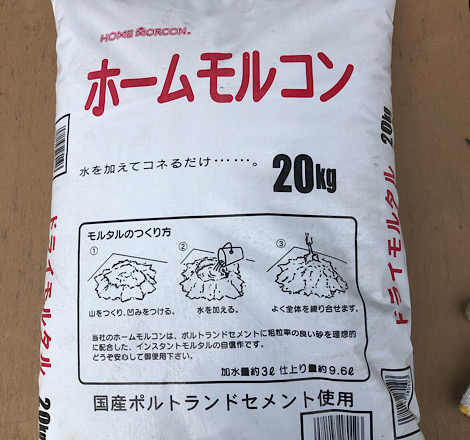 HOME MORCON®
ホームモルコン
水を加えてコネるだけ……。
20kg
モルタルのつくり方
① ② ③
山をつくり、凹みをつける。 水を加える。 よく全体を練り合せます。
当社のホームモルコンは、ポルトランドセメントに粗粒率の良い砂を理想的
に配合した、インスタントモルタルの自信作です。
どうぞ安心して御使用下さい。
加水量約3ℓ 仕上り量約9.6ℓ
国産ポルトランドセメント使用
ドライモルタル 20kg
ドライモルタル 20kg